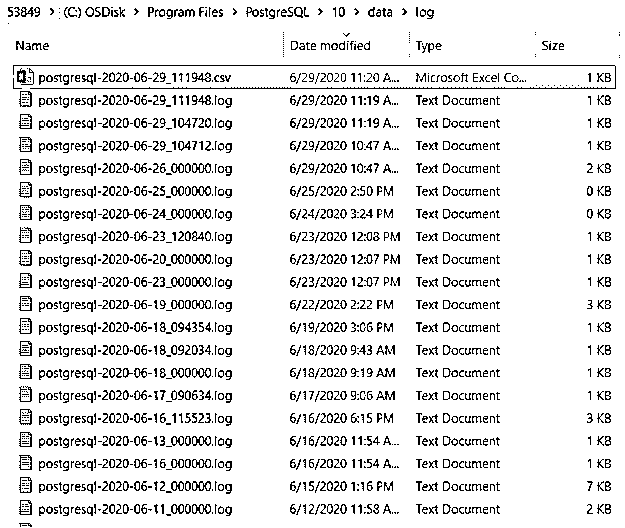 53849 > (C:) OSDisk > Program Files > PostgreSQL > 10 > data > log
Name Date modified Type Size
postgresql-2020-06-29_111948.csv 6/29/2020 11:20 A... Microsoft Excel Co... 1 KB
postgresql-2020-06-29_111948.log 6/29/2020 11:19 A... Text Document 1 KB
postgresql-2020-06-29_104720.log 6/29/2020 11:19 A... Text Document 1 KB
postgresql-2020-06-29_104712.log 6/29/2020 10:47 A... Text Document 1 KB
postgresql-2020-06-26_000000.log 6/29/2020 10:47 A... Text Document 2 KB
postgresql-2020-06-25_000000.log 6/25/2020 2:50 PM Text Document 0 KB
postgresql-2020-06-24_000000.log 6/24/2020 3:24 PM Text Document 0 KB
postgresql-2020-06-23_120840.log 6/23/2020 12:08 PM Text Document 1 KB
postgresql-2020-06-20_000000.log 6/23/2020 12:07 PM Text Document 1 KB
postgresql-2020-06-23_000000.log 6/23/2020 12:07 PM Text Document 1 KB
postgresql-2020-06-19_000000.log 6/22/2020 2:22 PM Text Document 3 KB
postgresql-2020-06-18_094354.log 6/19/2020 3:06 PM Text Document 1 KB
postgresql-2020-06-18_092034.log 6/18/2020 9:43 AM Text Document 1 KB
postgresql-2020-06-18_000000.log 6/18/2020 9:19 AM Text Document 1 KB
postgresql-2020-06-17_090634.log 6/17/2020 9:06 AM Text Document 1 KB
postgresql-2020-06-16_115523.log 6/16/2020 6:15 PM Text Document 3 KB
postgresql-2020-06-13_000000.log 6/16/2020 11:54 A... Text Document 1 KB
postgresql-2020-06-16_000000.log 6/16/2020 11:54 A... Text Document 1 KB
postgresql-2020-06-12_000000.log 6/15/2020 1:16 PM Text Document 7 KB
postgresql-2020-06-11_000000.log 6/12/2020 11:58 A... Text Document 2 KB